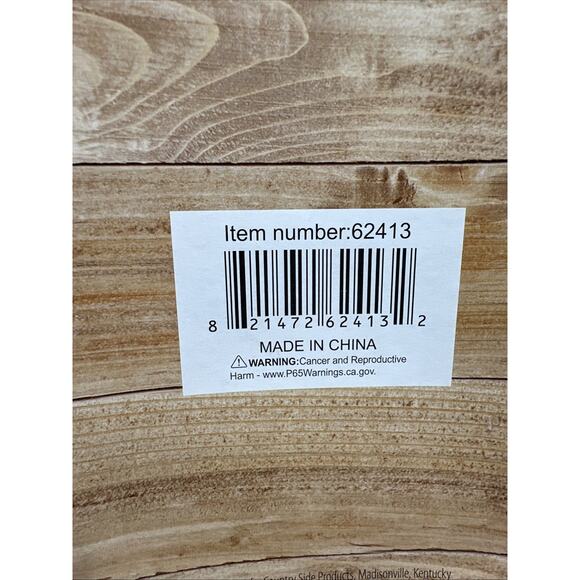 Item number:62413
8 21472 62413 2
MADE IN CHINA
⚠ WARNING:Cancer and Reproductive
Harm - www.P65Warnings.ca.gov.
Country Side Products, Madisonville, Kentucky